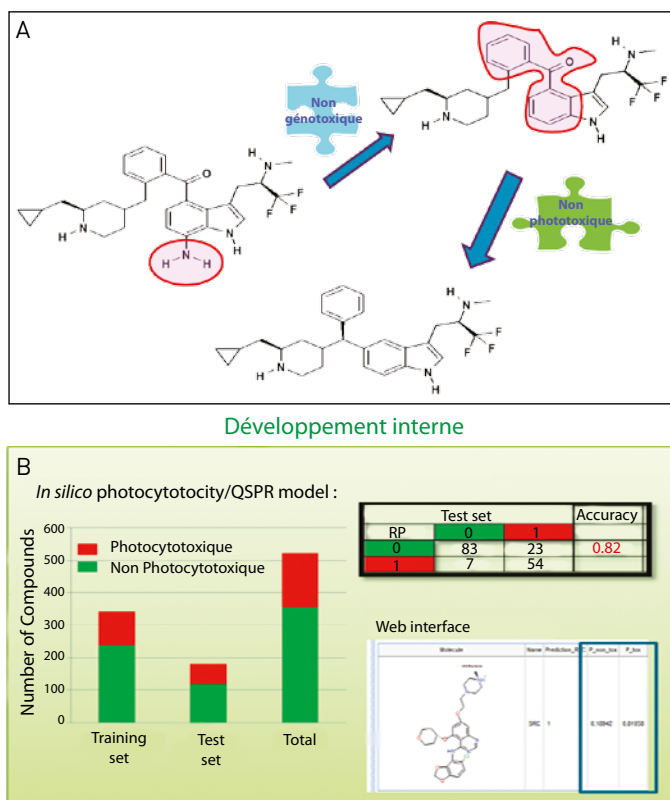 A
Non
génotoxique
Non
phototoxique
O
H
N
F
F
F
N
H
N
H
O
H
N
F
F
F
N
H
N
H
N
H
H
H
N
F
F
F
N
H
N
H
Développement interne
B
In silico photocytotocity/QSPR model :
600
500
400
300
200
100
0
Number of Compounds
Photocytotoxique
Non Photocytotoxique
Training
set
Test
set
Total
Test set Accuracy
RP 0 1
0 83 23 0.82
1 7 54
Web interface
Molecule Name P_non_tox P_tox
1